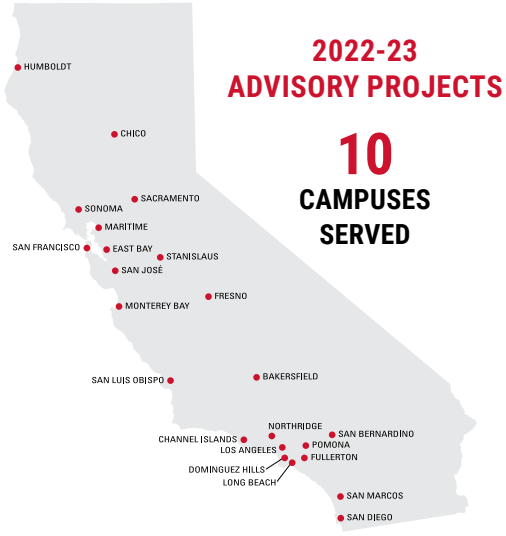 2022-23
ADVISORY PROJECTS
10
CAMPUSES
SERVED
HUMBOLDT
CHICO
SACRAMENTO
SONOMA
MARITIME
SAN FRANCISCO
EAST BAY
STANISLAUS
SAN JOSÉ
FRESNO
MONTEREY BAY
BAKERSFIELD
SAN LUIS OBISPO
NORTHRIDGE
SAN BERNARDINO
CHANNEL ISLANDS
POMONA
LOS ANGELES
FULLERTON
DOMINGUEZ HILLS
LONG BEACH
SAN MARCOS
SAN DIEGO